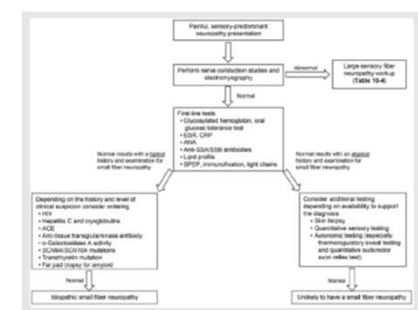 Painful, sensory-predominant
neuropathy presentation
Perform nerve conduction studies and
electromyography
Abnormal
Large sensory fiber
neuropathy workup
(Table 10-4)
Normal
First-line tests
• Glycosylated hemoglobin, oral
glucose tolerance test
• ESR, CRP
• ANA
• Anti-SSA/SSB antibodies
• Lipid profile
• SPEP, immunofixation, light chains
Normal results with a typical
history and examination for
small fiber neuropathy
Normal results with an atypical
history and examination for
small fiber neuropathy
Depending on the history and level of
clinical suspicion consider ordering
• HIV
• Hepatitis C and cryoglobulins
• ACE
• Anti-tissue transglutaminase antibody
• α-Galactosidase A activity
• SCN9A/SCN10A mutations
• Transthyretin mutation
• Fat pad biopsy for amyloid
Consider additional testing
depending on availability to support
the diagnosis
• Skin biopsy
• Quantitative sensory testing
• Autonomic testing (especially
thermoregulatory sweat testing
and quantitative sudomotor
axon reflex test)
Normal
Normal
Idiopathic small fiber neuropathy
Unlikely to have a small fiber neuropathy